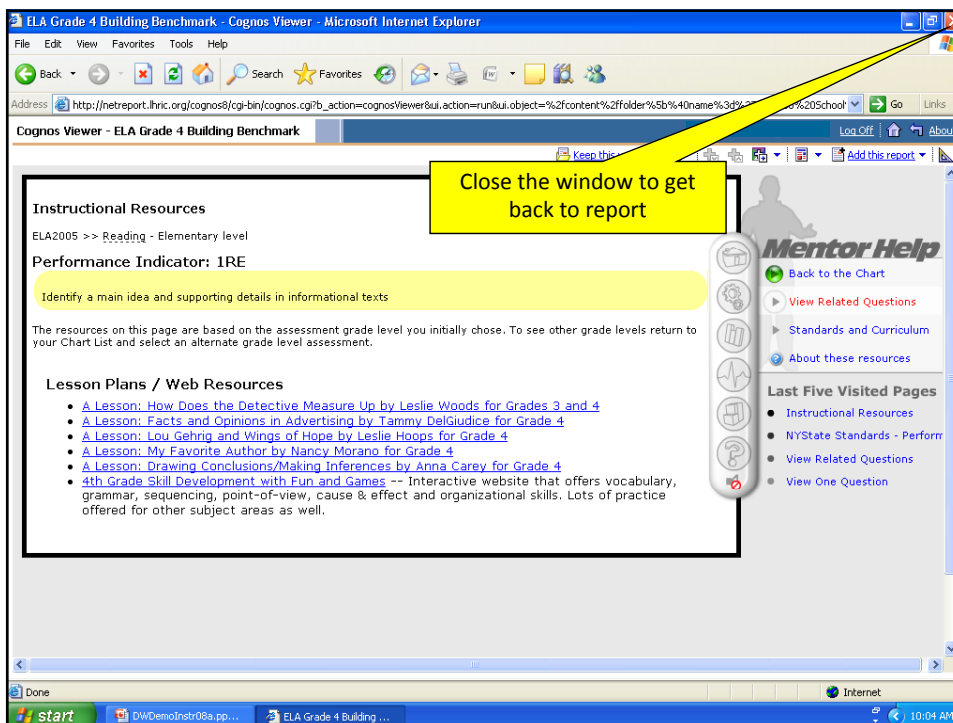 ELA Grade 4 Building Benchmark - Cognos Viewer - Microsoft Internet Explorer
File Edit View Favorites Tools Help
Back Search Favorites
Address http://netreport.lhric.org/cognos8/cgi-bin/cognos.cgi?b_action=cognosViewer&ui.action=run&ui.object=%2fcontent%2ffolder%5b%40name%3d% %20School' Go Links
Cognos Viewer - ELA Grade 4 Building Benchmark Log Off Abou
Keep this Add this report
Close the window to get
back to report
Instructional Resources
ELA2005 >> Reading - Elementary level
Performance Indicator: 1RE
Identify a main idea and supporting details in informational texts
The resources on this page are based on the assessment grade level you initially chose. To see other grade levels return to
your Chart List and select an alternate grade level assessment.
Lesson Plans / Web Resources
• A Lesson: How Does the Detective Measure Up by Leslie Woods for Grades 3 and 4
• A Lesson: Facts and Opinions in Advertising by Tammy DelGiudice for Grade 4
• A Lesson: Lou Gehrig and Wings of Hope by Leslie Hoops for Grade 4
• A Lesson: My Favorite Author by Nancy Morano for Grade 4
• A Lesson: Drawing Conclusions/Making Inferences by Anna Carey for Grade 4
• 4th Grade Skill Development with Fun and Games -- Interactive website that offers vocabulary,
grammar, sequencing, point-of-view, cause & effect and organizational skills. Lots of practice
offered for other subject areas as well.
Mentor Help
Back to the Chart
View Related Questions
Standards and Curriculum
About these resources
Last Five Visited Pages
• Instructional Resources
• NYState Standards - Perform
• View Related Questions
• View One Question
Done Internet
start DWDemoInstr08a.pp... ELA Grade 4 Building ... 10:04 AM